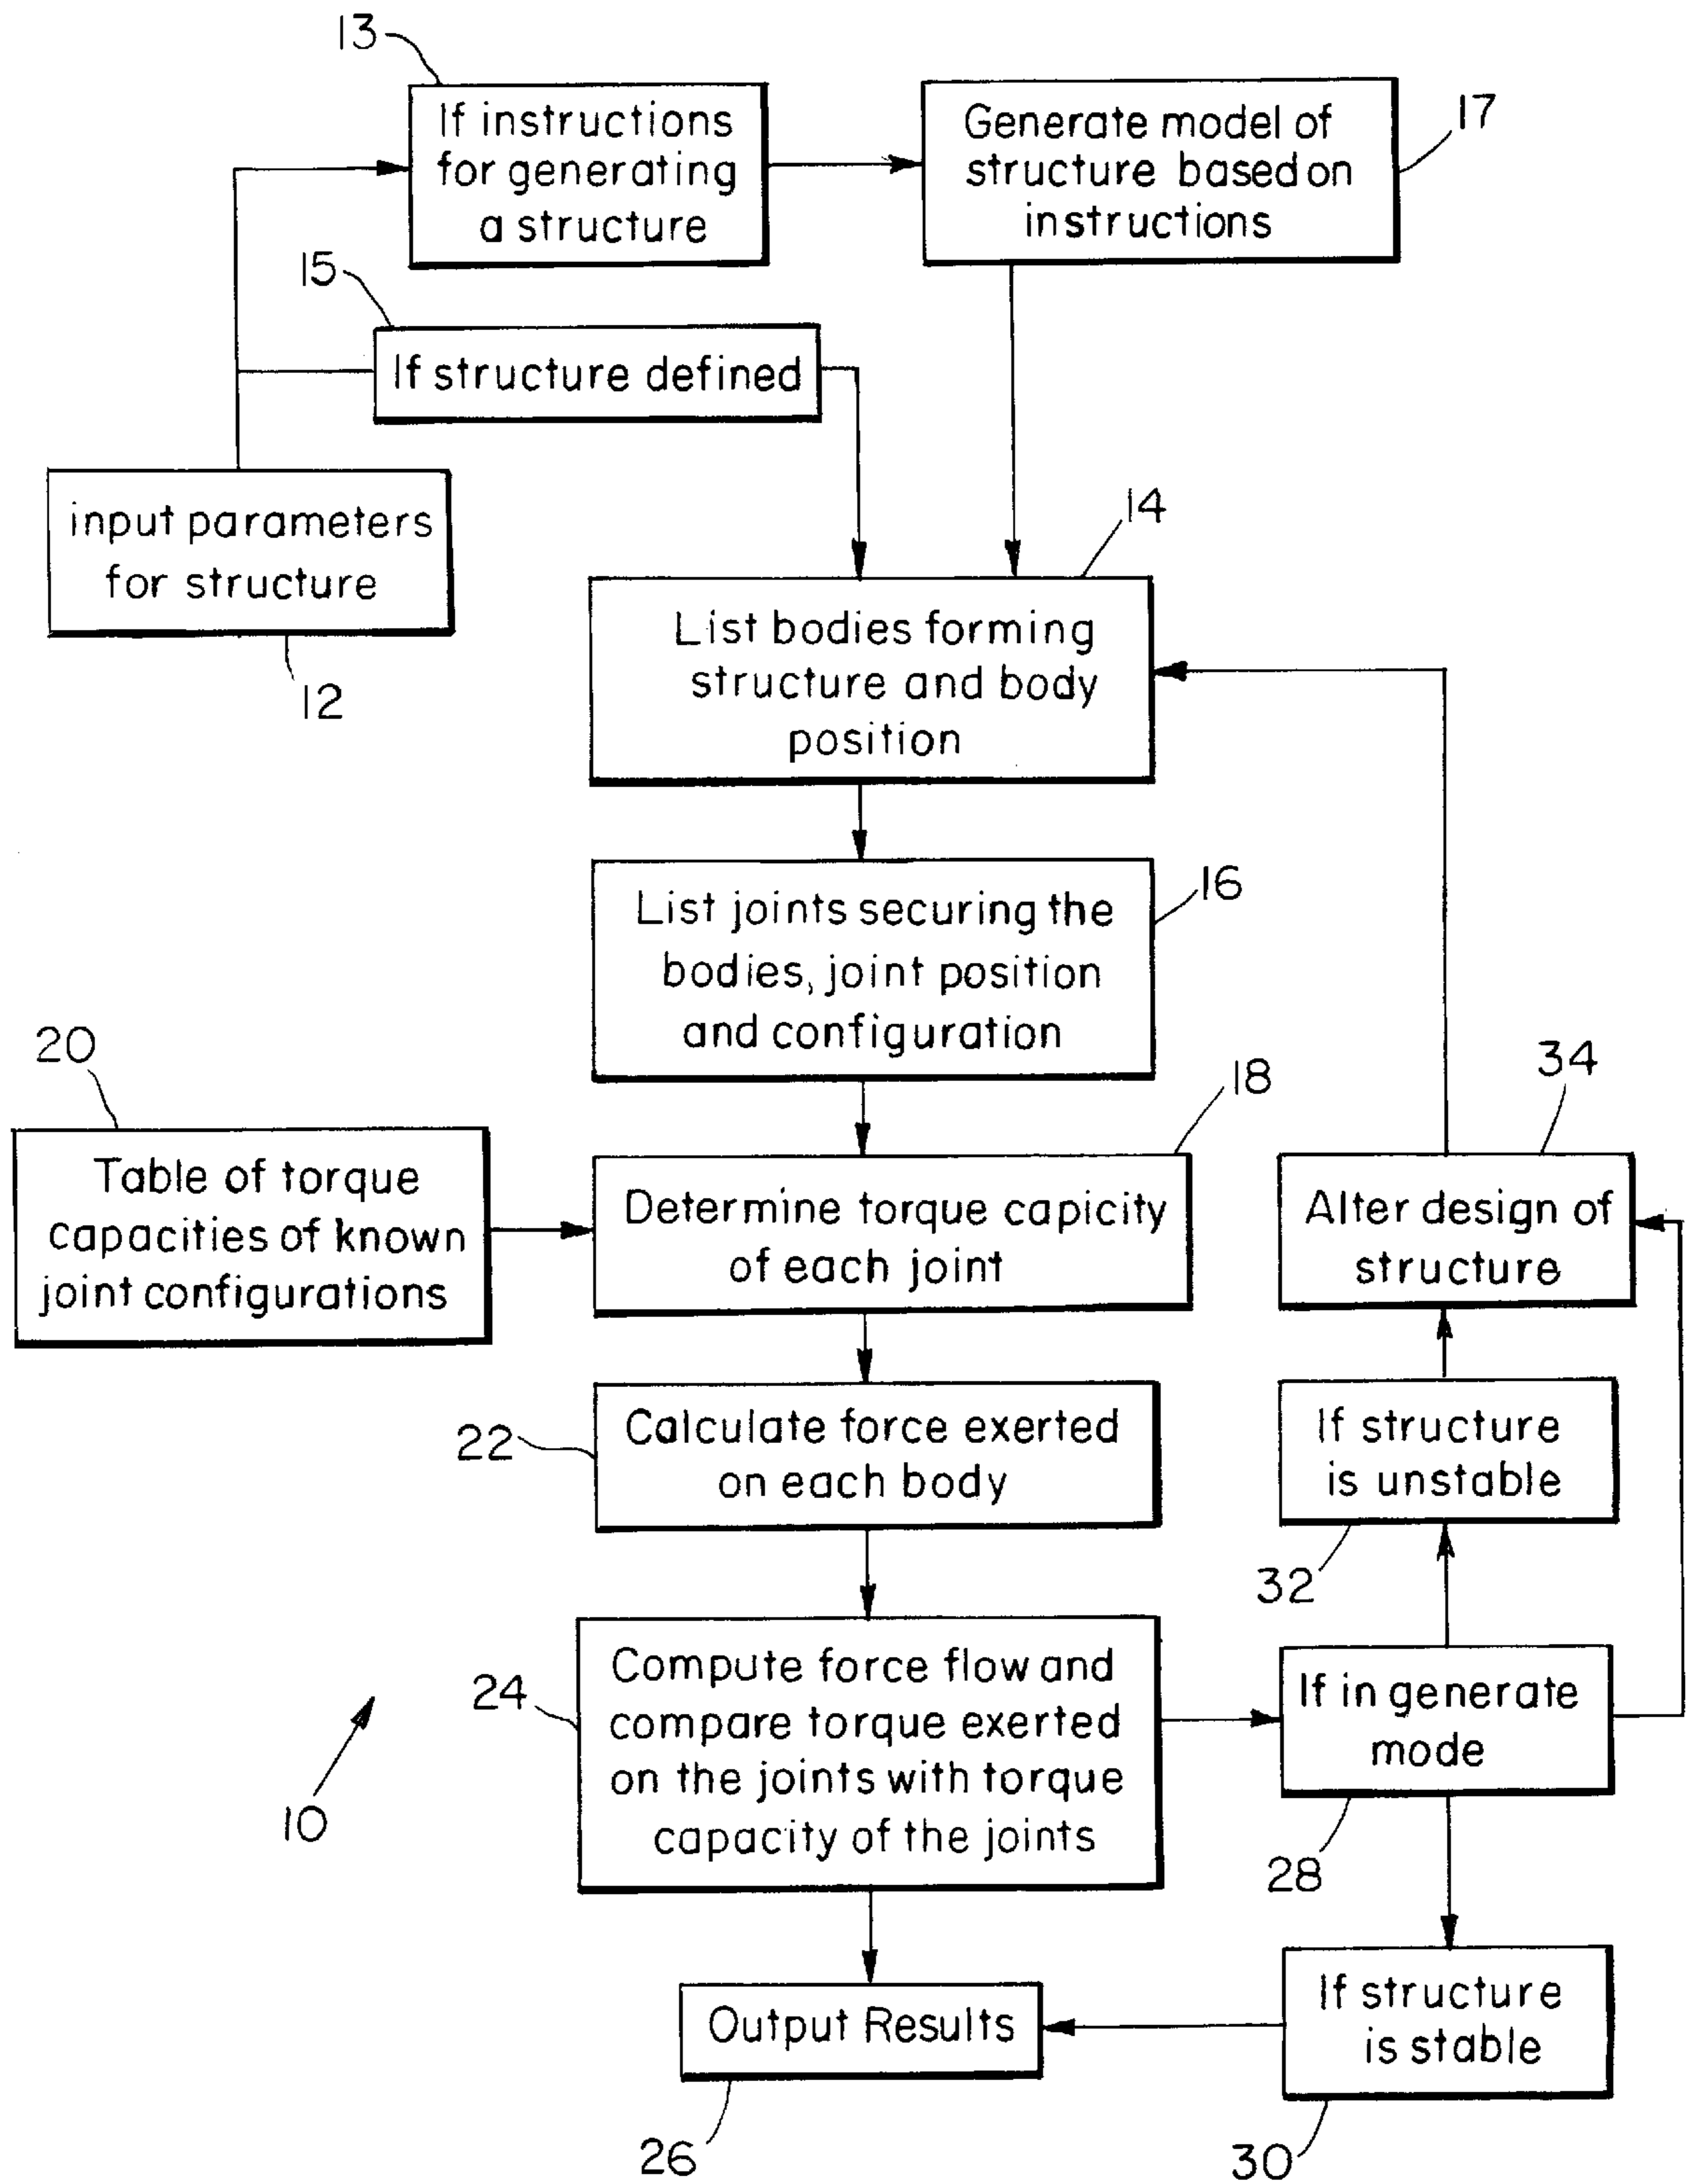 13
If instructions
for generating
a structure
Generate model of
structure based on
instructions
17
15
If structure defined
input parameters
for structure
12
14
List bodies forming
structure and body
position
16
List joints securing the
bodies, joint position
and configuration
20
Table of torque
capacities of known
joint configurations
18
Determine torque capicity
of each joint
34
Alter design of
structure
22
Calculate force exerted
on each body
If structure
is unstable
32
24
Compute force flow and
compare torque exerted
on the joints with torque
capacity of the joints
If in generate
mode
28
10
Output Results
26
If structure
is stable
30